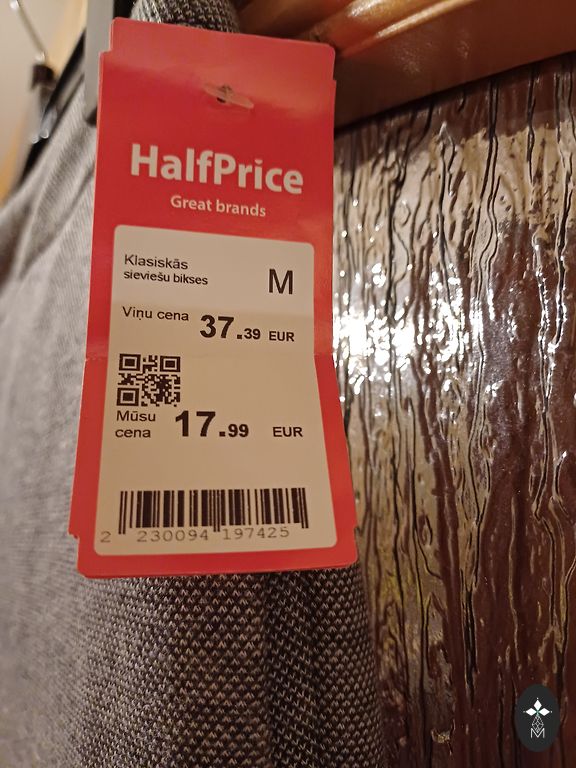 HalfPrice
Great brands
Klasiskās
sieviešu bikses
M
Viņu cena 37.39 EUR
Mūsu
cena 17.99 EUR
2 230094 197425
M